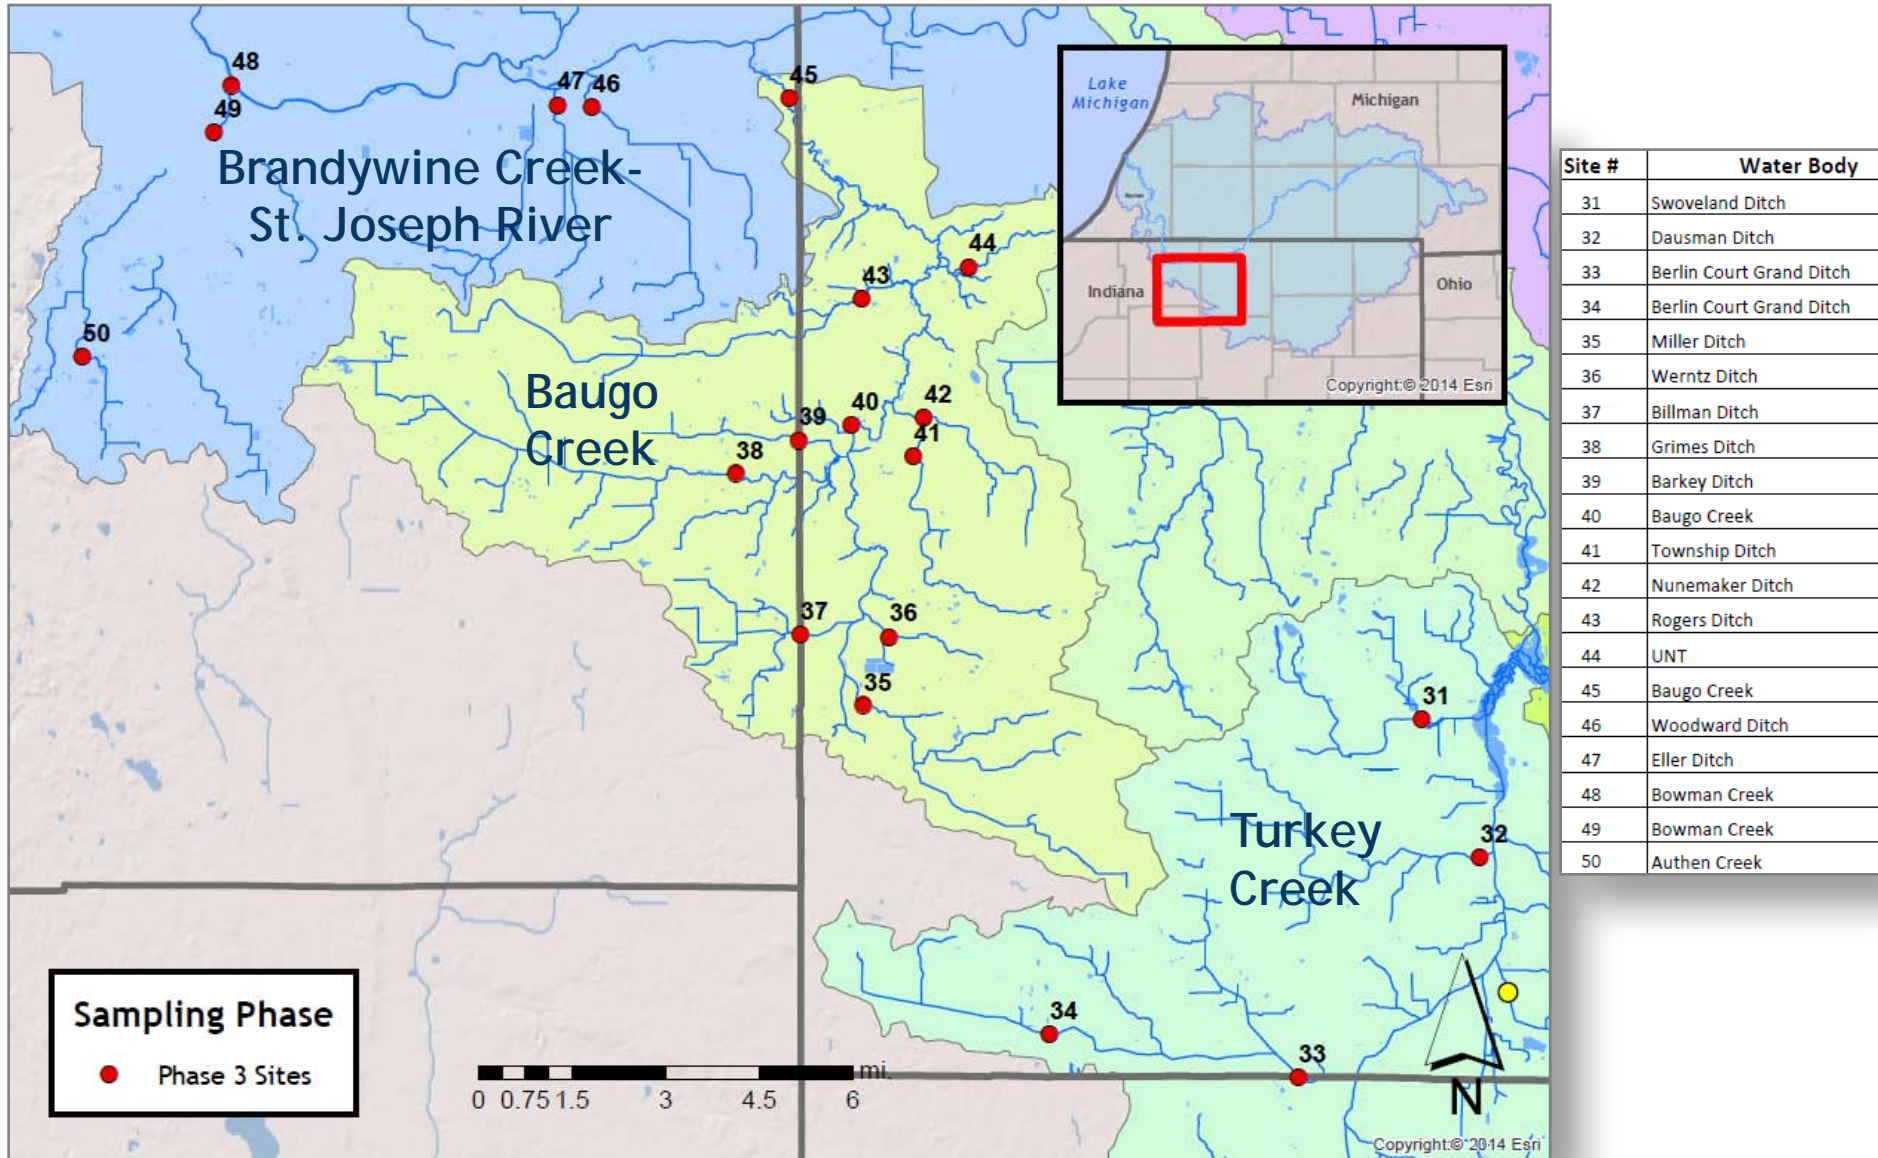 48
49
47
46
45
Brandywine Creek-
St. Joseph River
44
43
50
Baugo
Creek
42
40
39
41
38
37
36
35
31
Turkey
Creek
32
34
33
Lake
Michigan
Michigan
Indiana
Ohio
Copyright:© 2014 Esri
Sampling Phase
Phase 3 Sites
mi.
0 0.75 1.5 3 4.5 6
N
Copyright:© 2014 Esri
Site # Water Body
31 Swoveland Ditch
32 Dausman Ditch
33 Berlin Court Grand Ditch
34 Berlin Court Grand Ditch
35 Miller Ditch
36 Werntz Ditch
37 Billman Ditch
38 Grimes Ditch
39 Barkey Ditch
40 Baugo Creek
41 Township Ditch
42 Nunemaker Ditch
43 Rogers Ditch
44 UNT
45 Baugo Creek
46 Woodward Ditch
47 Eller Ditch
48 Bowman Creek
49 Bowman Creek
50 Authen Creek